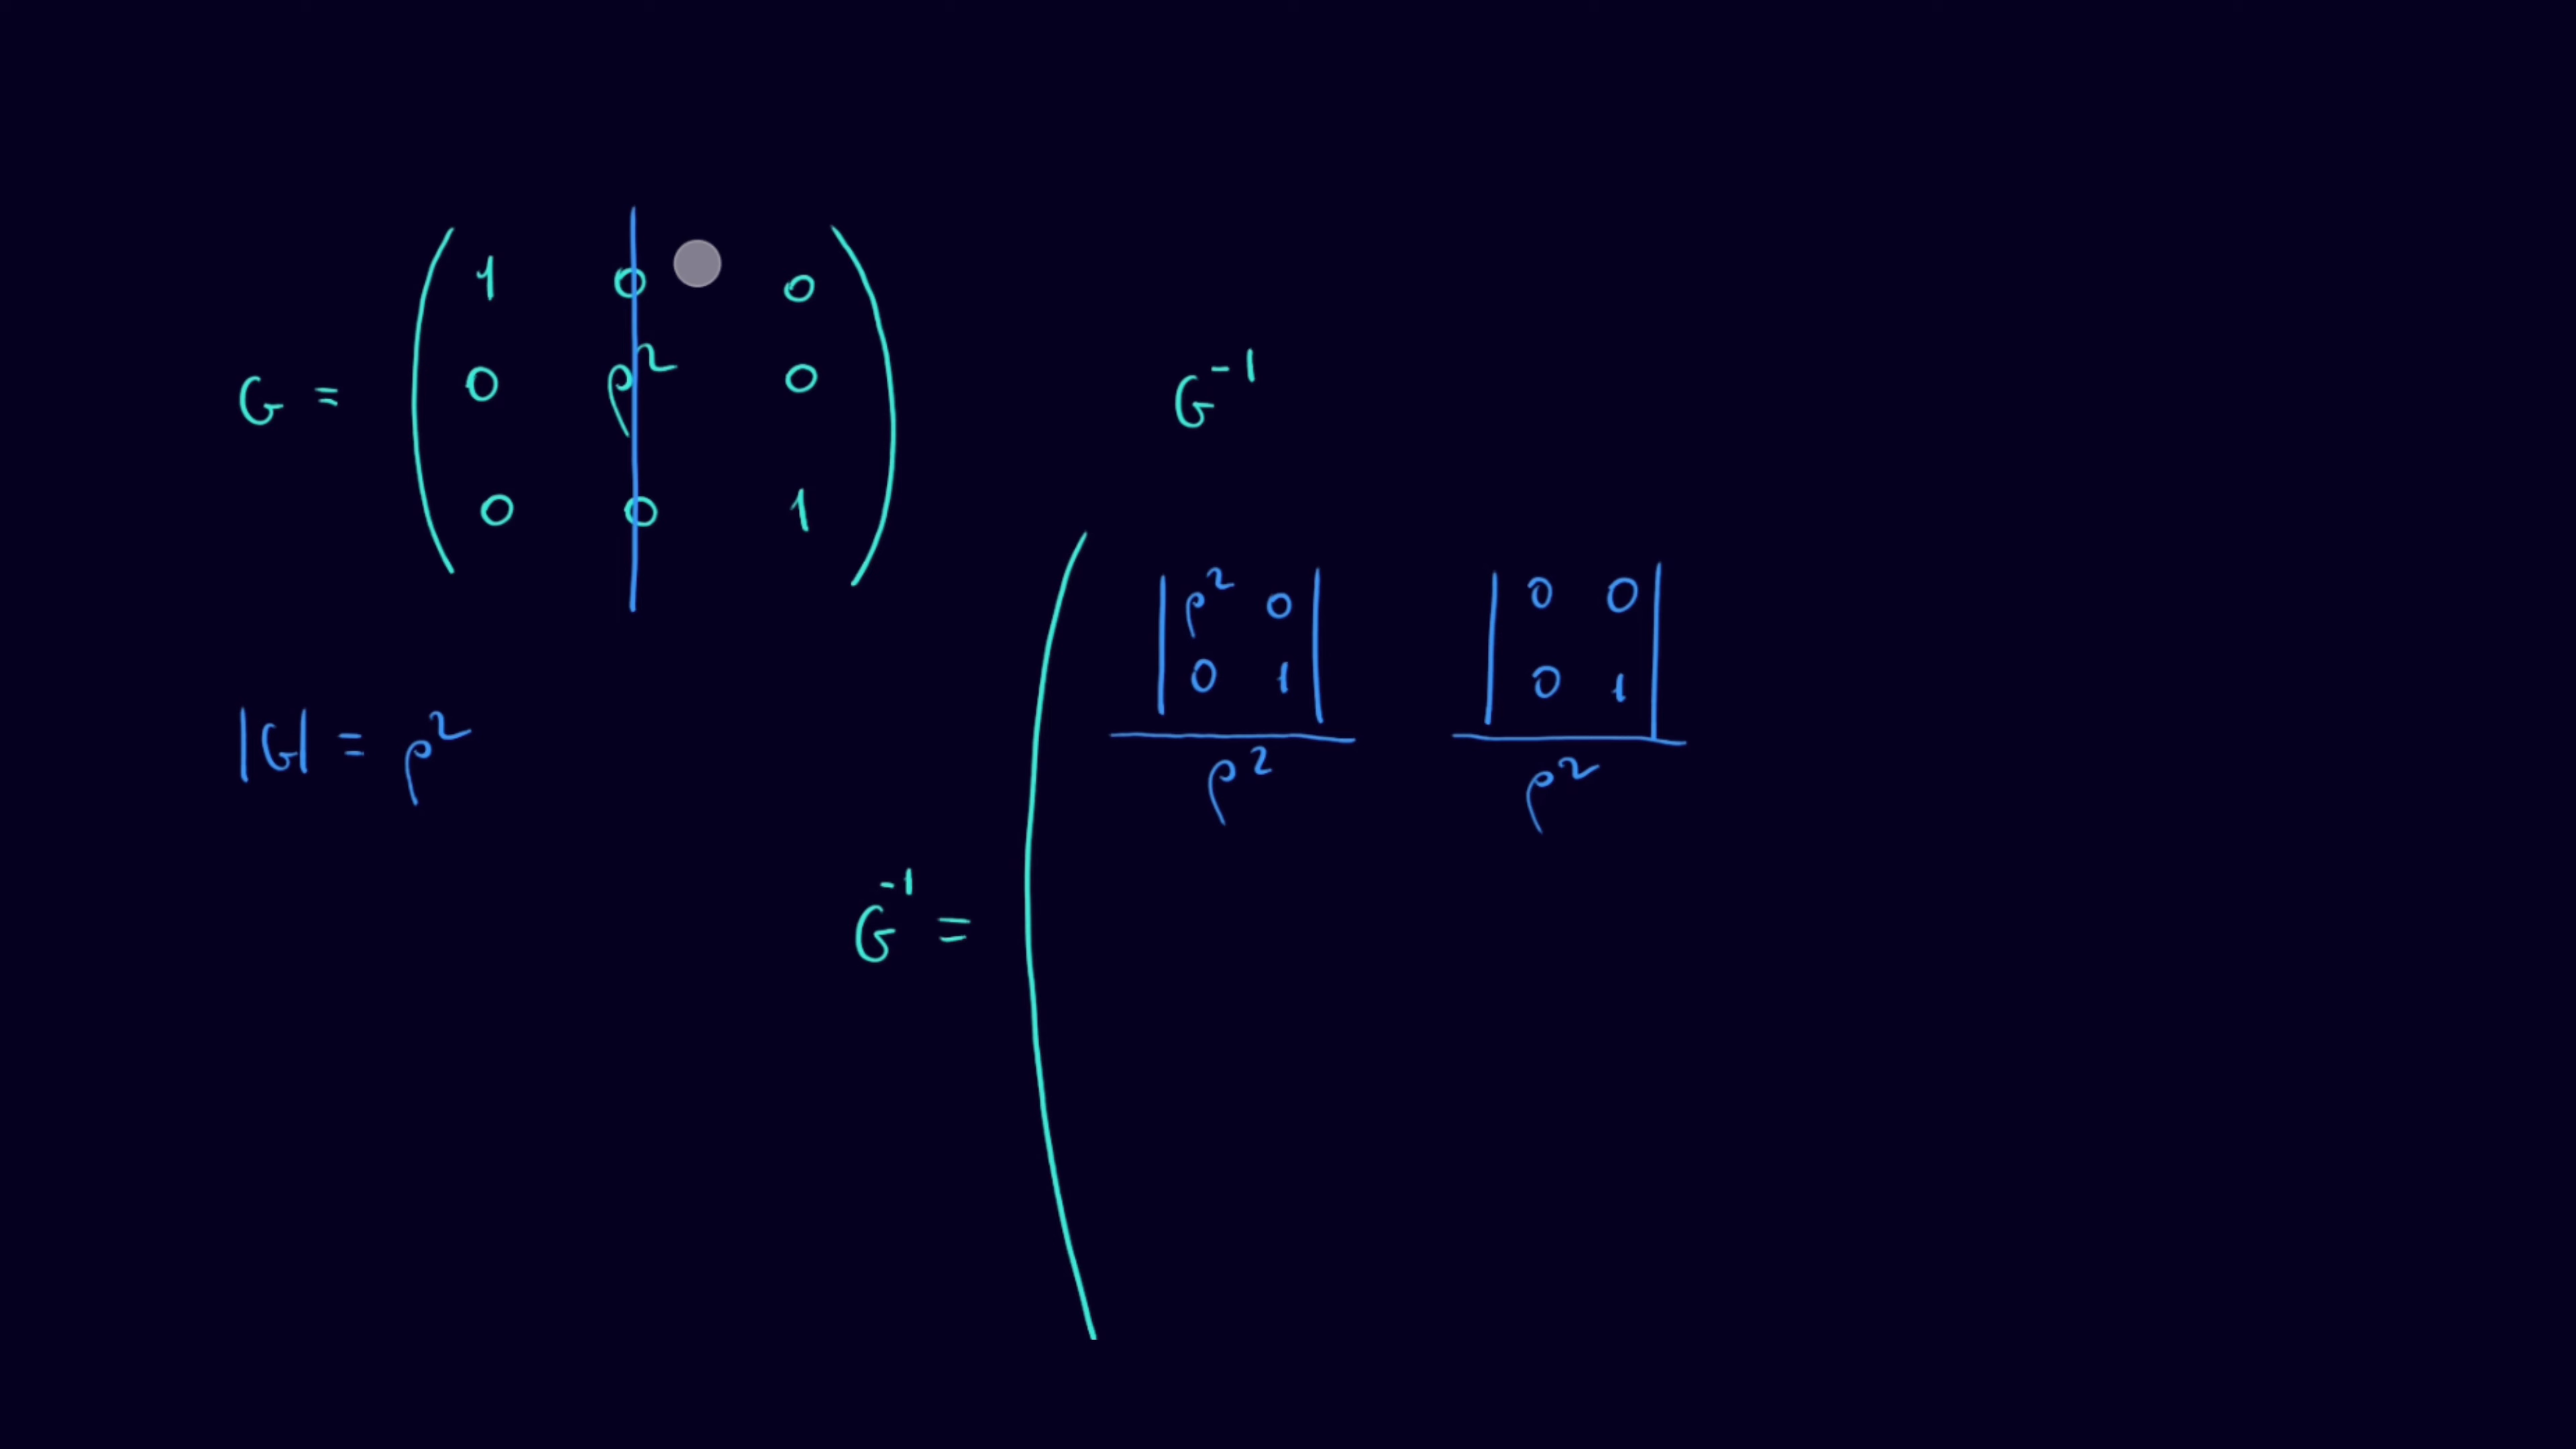 1 0 0
G = 0 ρ² 0
0 0 1
G⁻¹
|G| = ρ²
|ρ² 0| |0 0|
|0 1| |0 1|
ρ² ρ²
G⁻¹ =